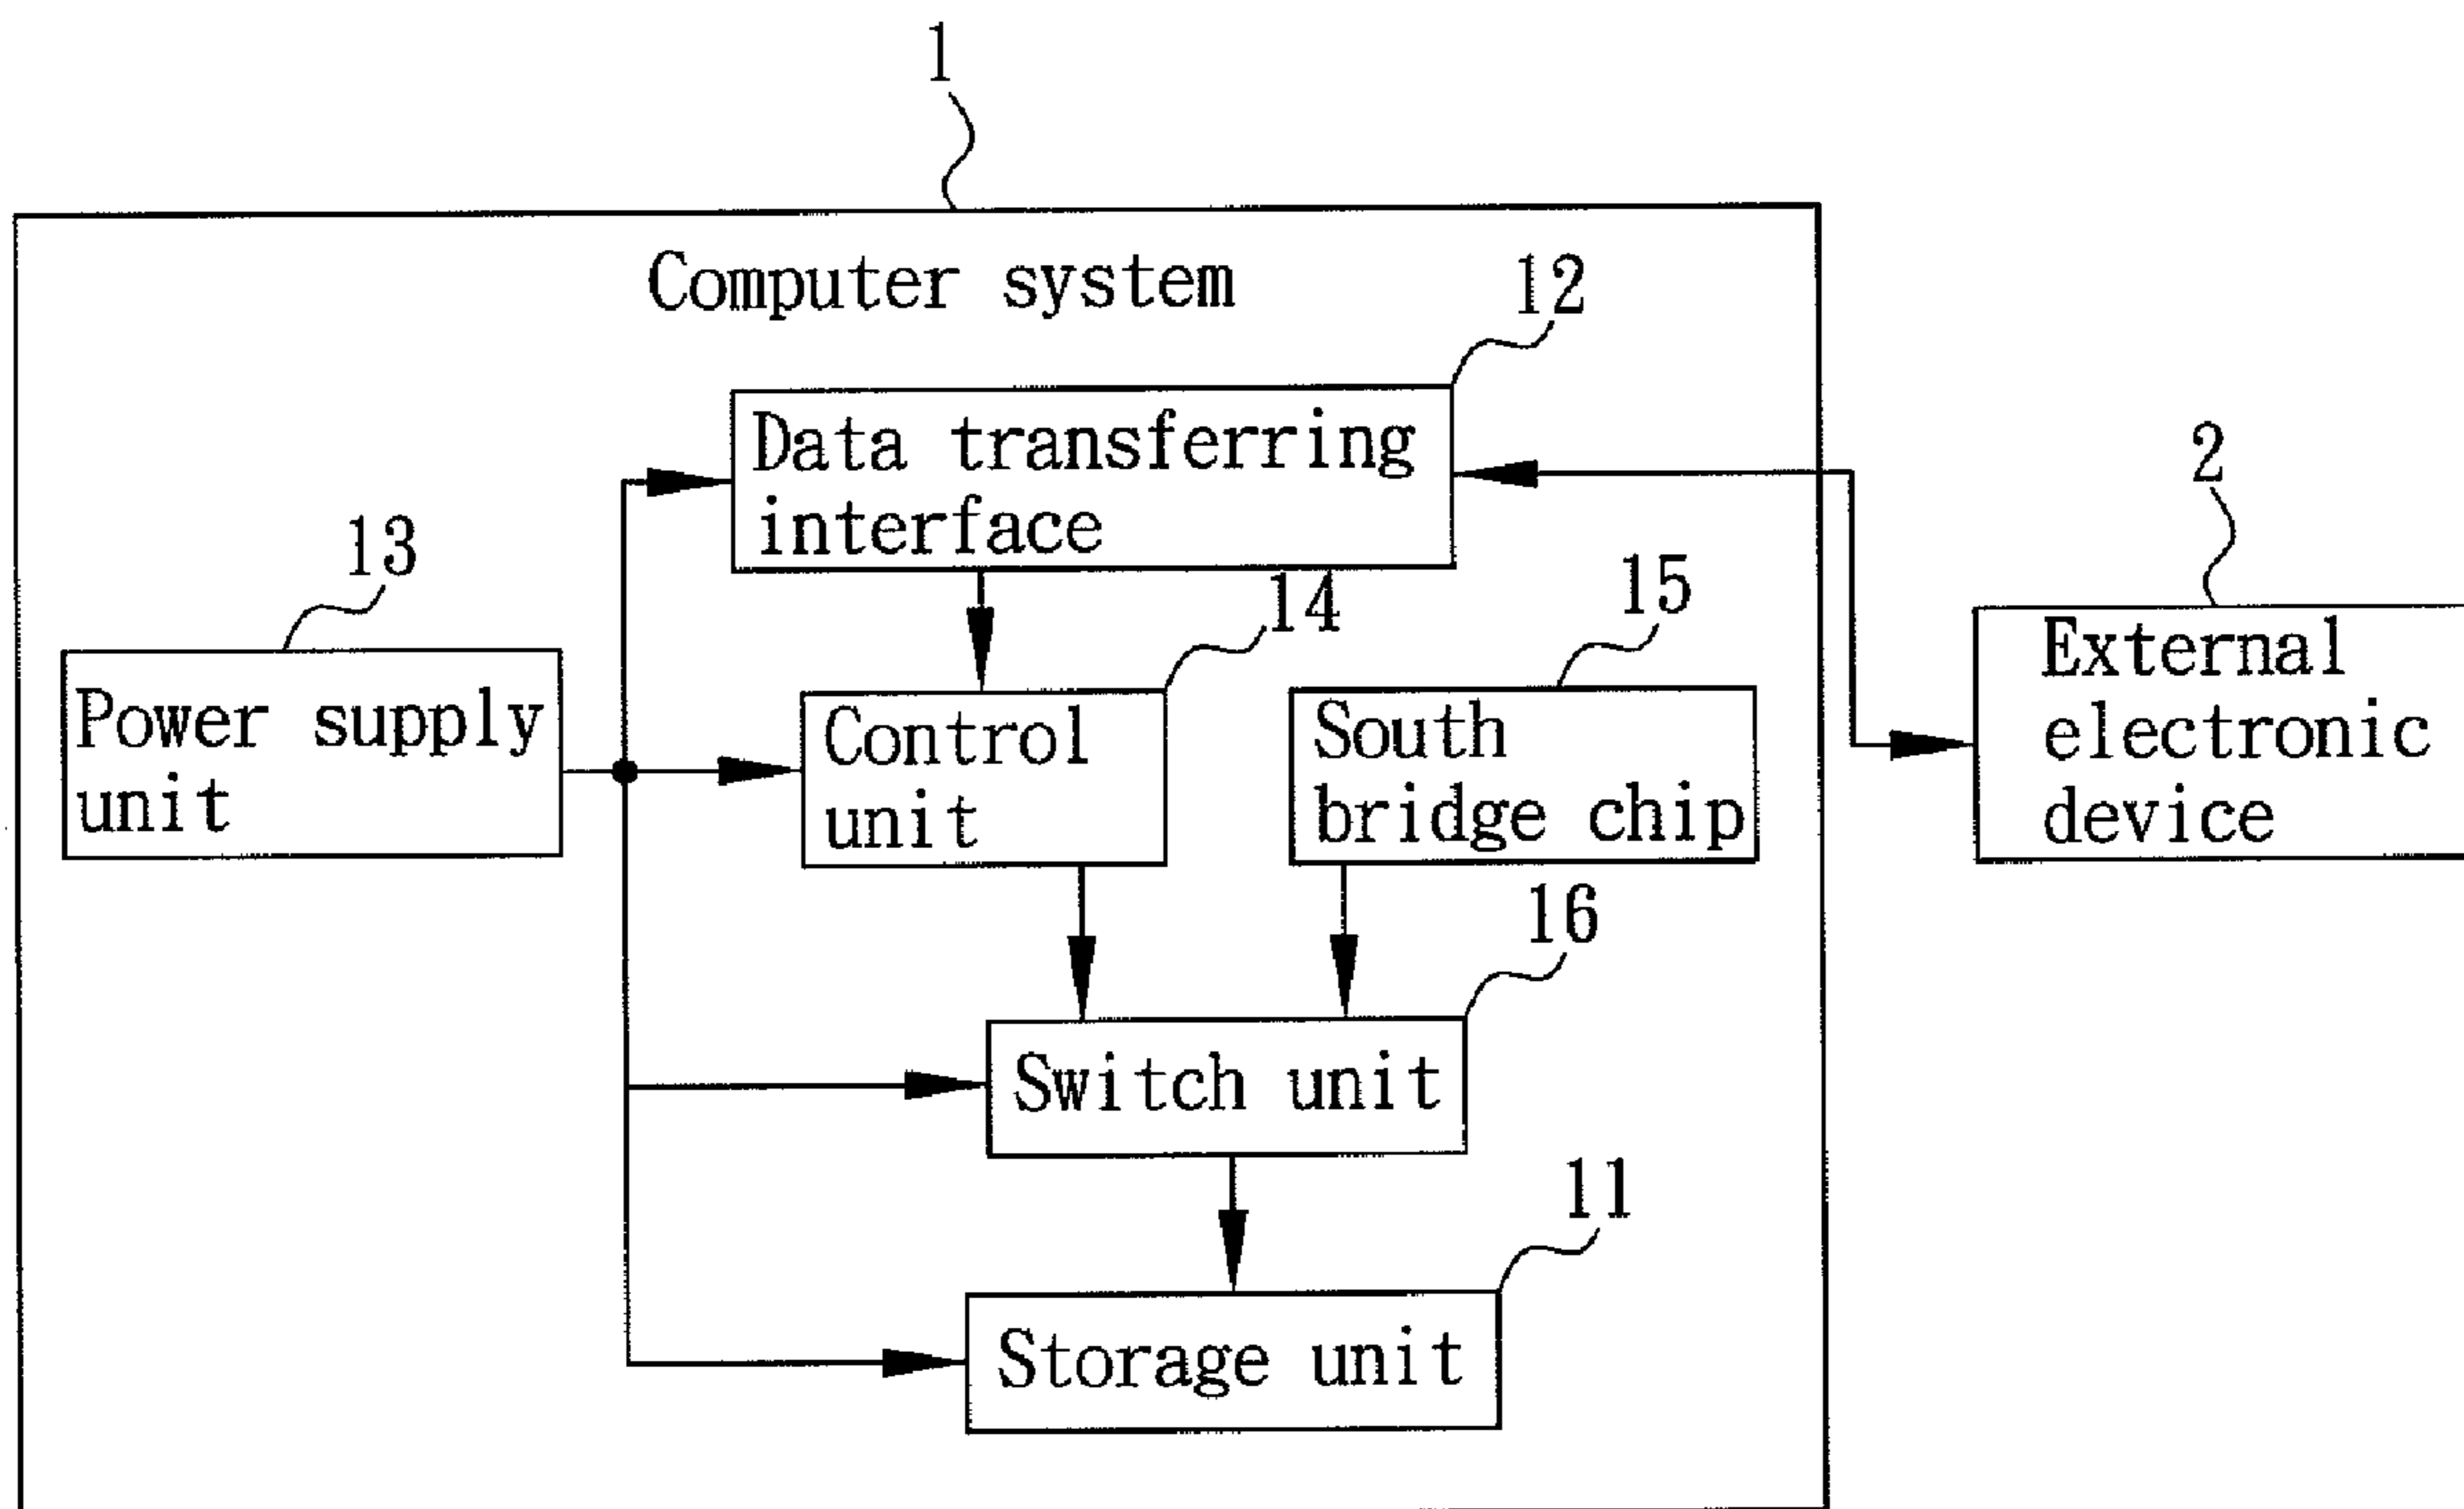 1
Computer system
12
Data transferring
interface
2
13
14
15
External
electronic
device
Power supply
unit
Control
unit
South
bridge chip
16
Switch unit
11
Storage unit